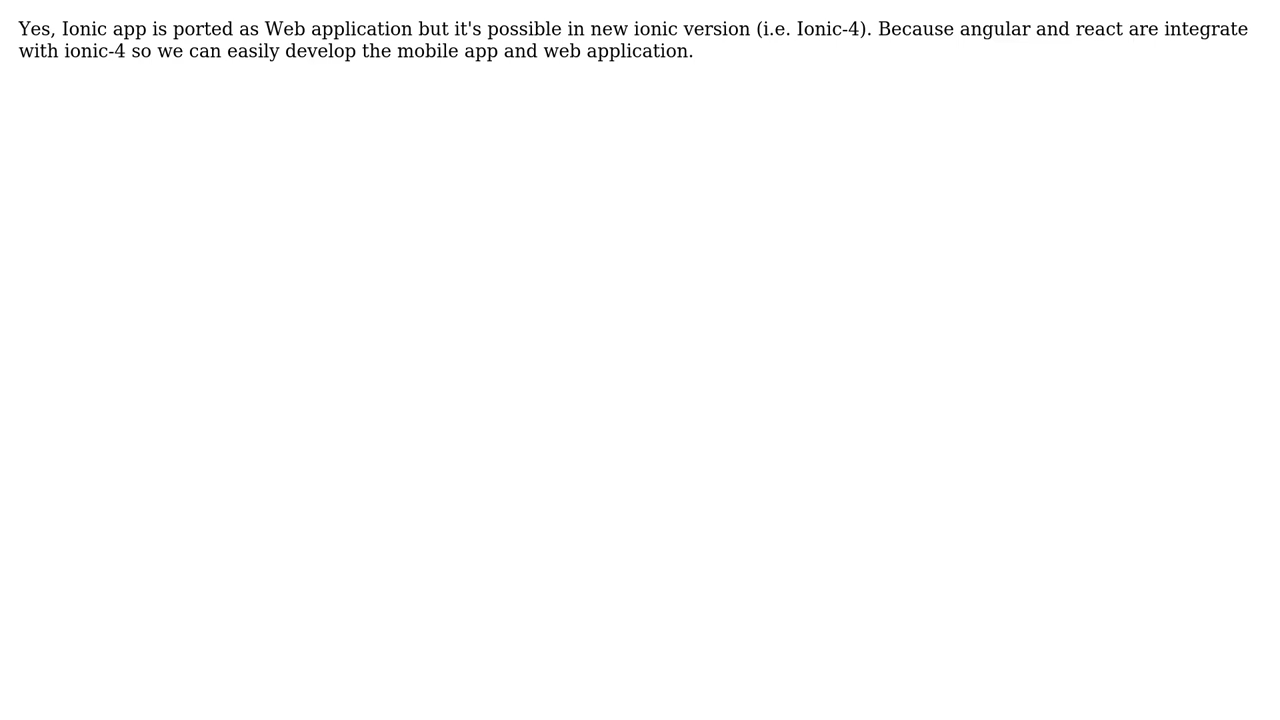 Yes, Ionic app is ported as Web application but it's possible in new ionic version (i.e. Ionic-4). Because angular and react are integrate
with ionic-4 so we can easily develop the mobile app and web application.